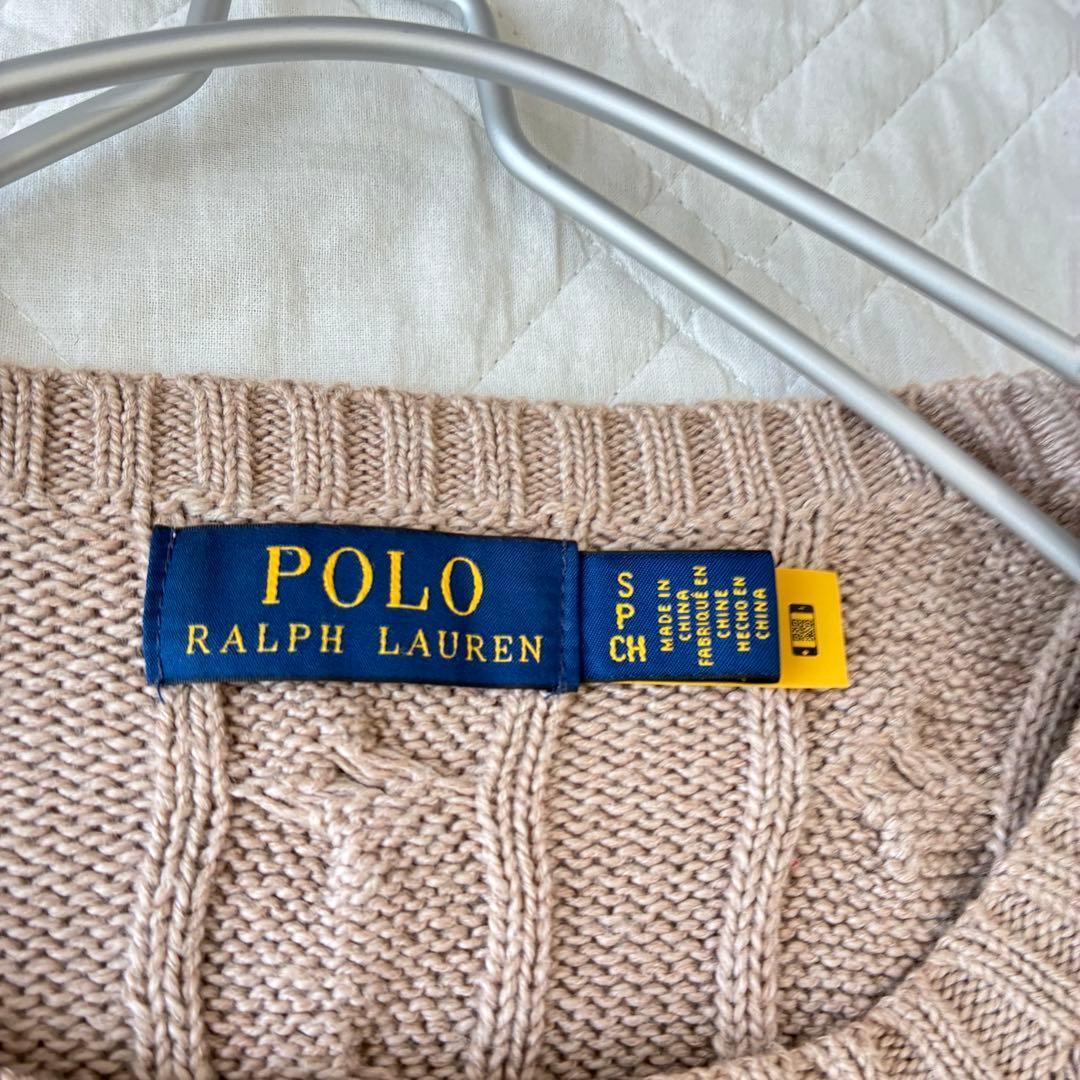 POLO
RALPH LAUREN
S
P
CH
MADE IN
CHINA
FABRIQUÉ EN
CHINE
HECHO EN
CHINA